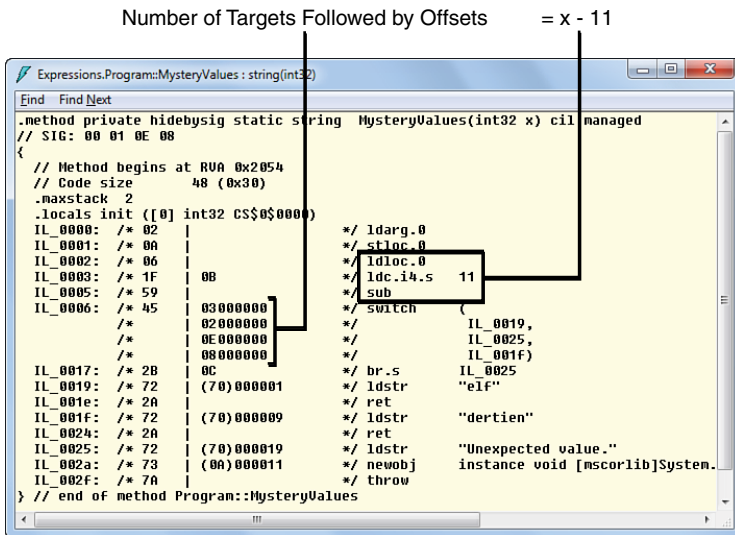 Number of Targets Followed by Offsets = x - 11
Expressions.Program::MysteryValues : string(int32)
Find Find Next
.method private hidebysig static string MysteryValues(int32 x) cil managed
// SIG: 00 01 0E 08
{
// Method begins at RVA 0x2054
// Code size 48 (0x30)
.maxstack 2
.locals init ([0] int32 CS$0$0000)
IL_0000: /* 02 | */ ldarg.0
IL_0001: /* 0A | */ stloc.0
IL_0002: /* 06 | */ ldloc.0
IL_0003: /* 1F | 0B */ ldc.i4.s 11
IL_0005: /* 59 | */ sub
IL_0006: /* 45 | 03000000 */ switch (
/* | 02000000 */ IL_0019,
/* | 0E000000 */ IL_0025,
/* | 08000000 */ IL_001f)
IL_0017: /* 2B | 0C */ br.s IL_0025
IL_0019: /* 72 | (70)000001 */ ldstr "elf"
IL_001e: /* 2A | */ ret
IL_001f: /* 72 | (70)000009 */ ldstr "dertien"
IL_0024: /* 2A | */ ret
IL_0025: /* 72 | (70)000019 */ ldstr "Unexpected value."
IL_002a: /* 73 | (0A)000011 */ newobj instance void [mscorlib]System.
IL_002f: /* 7A | */ throw
} // end of method Program::MysteryValues